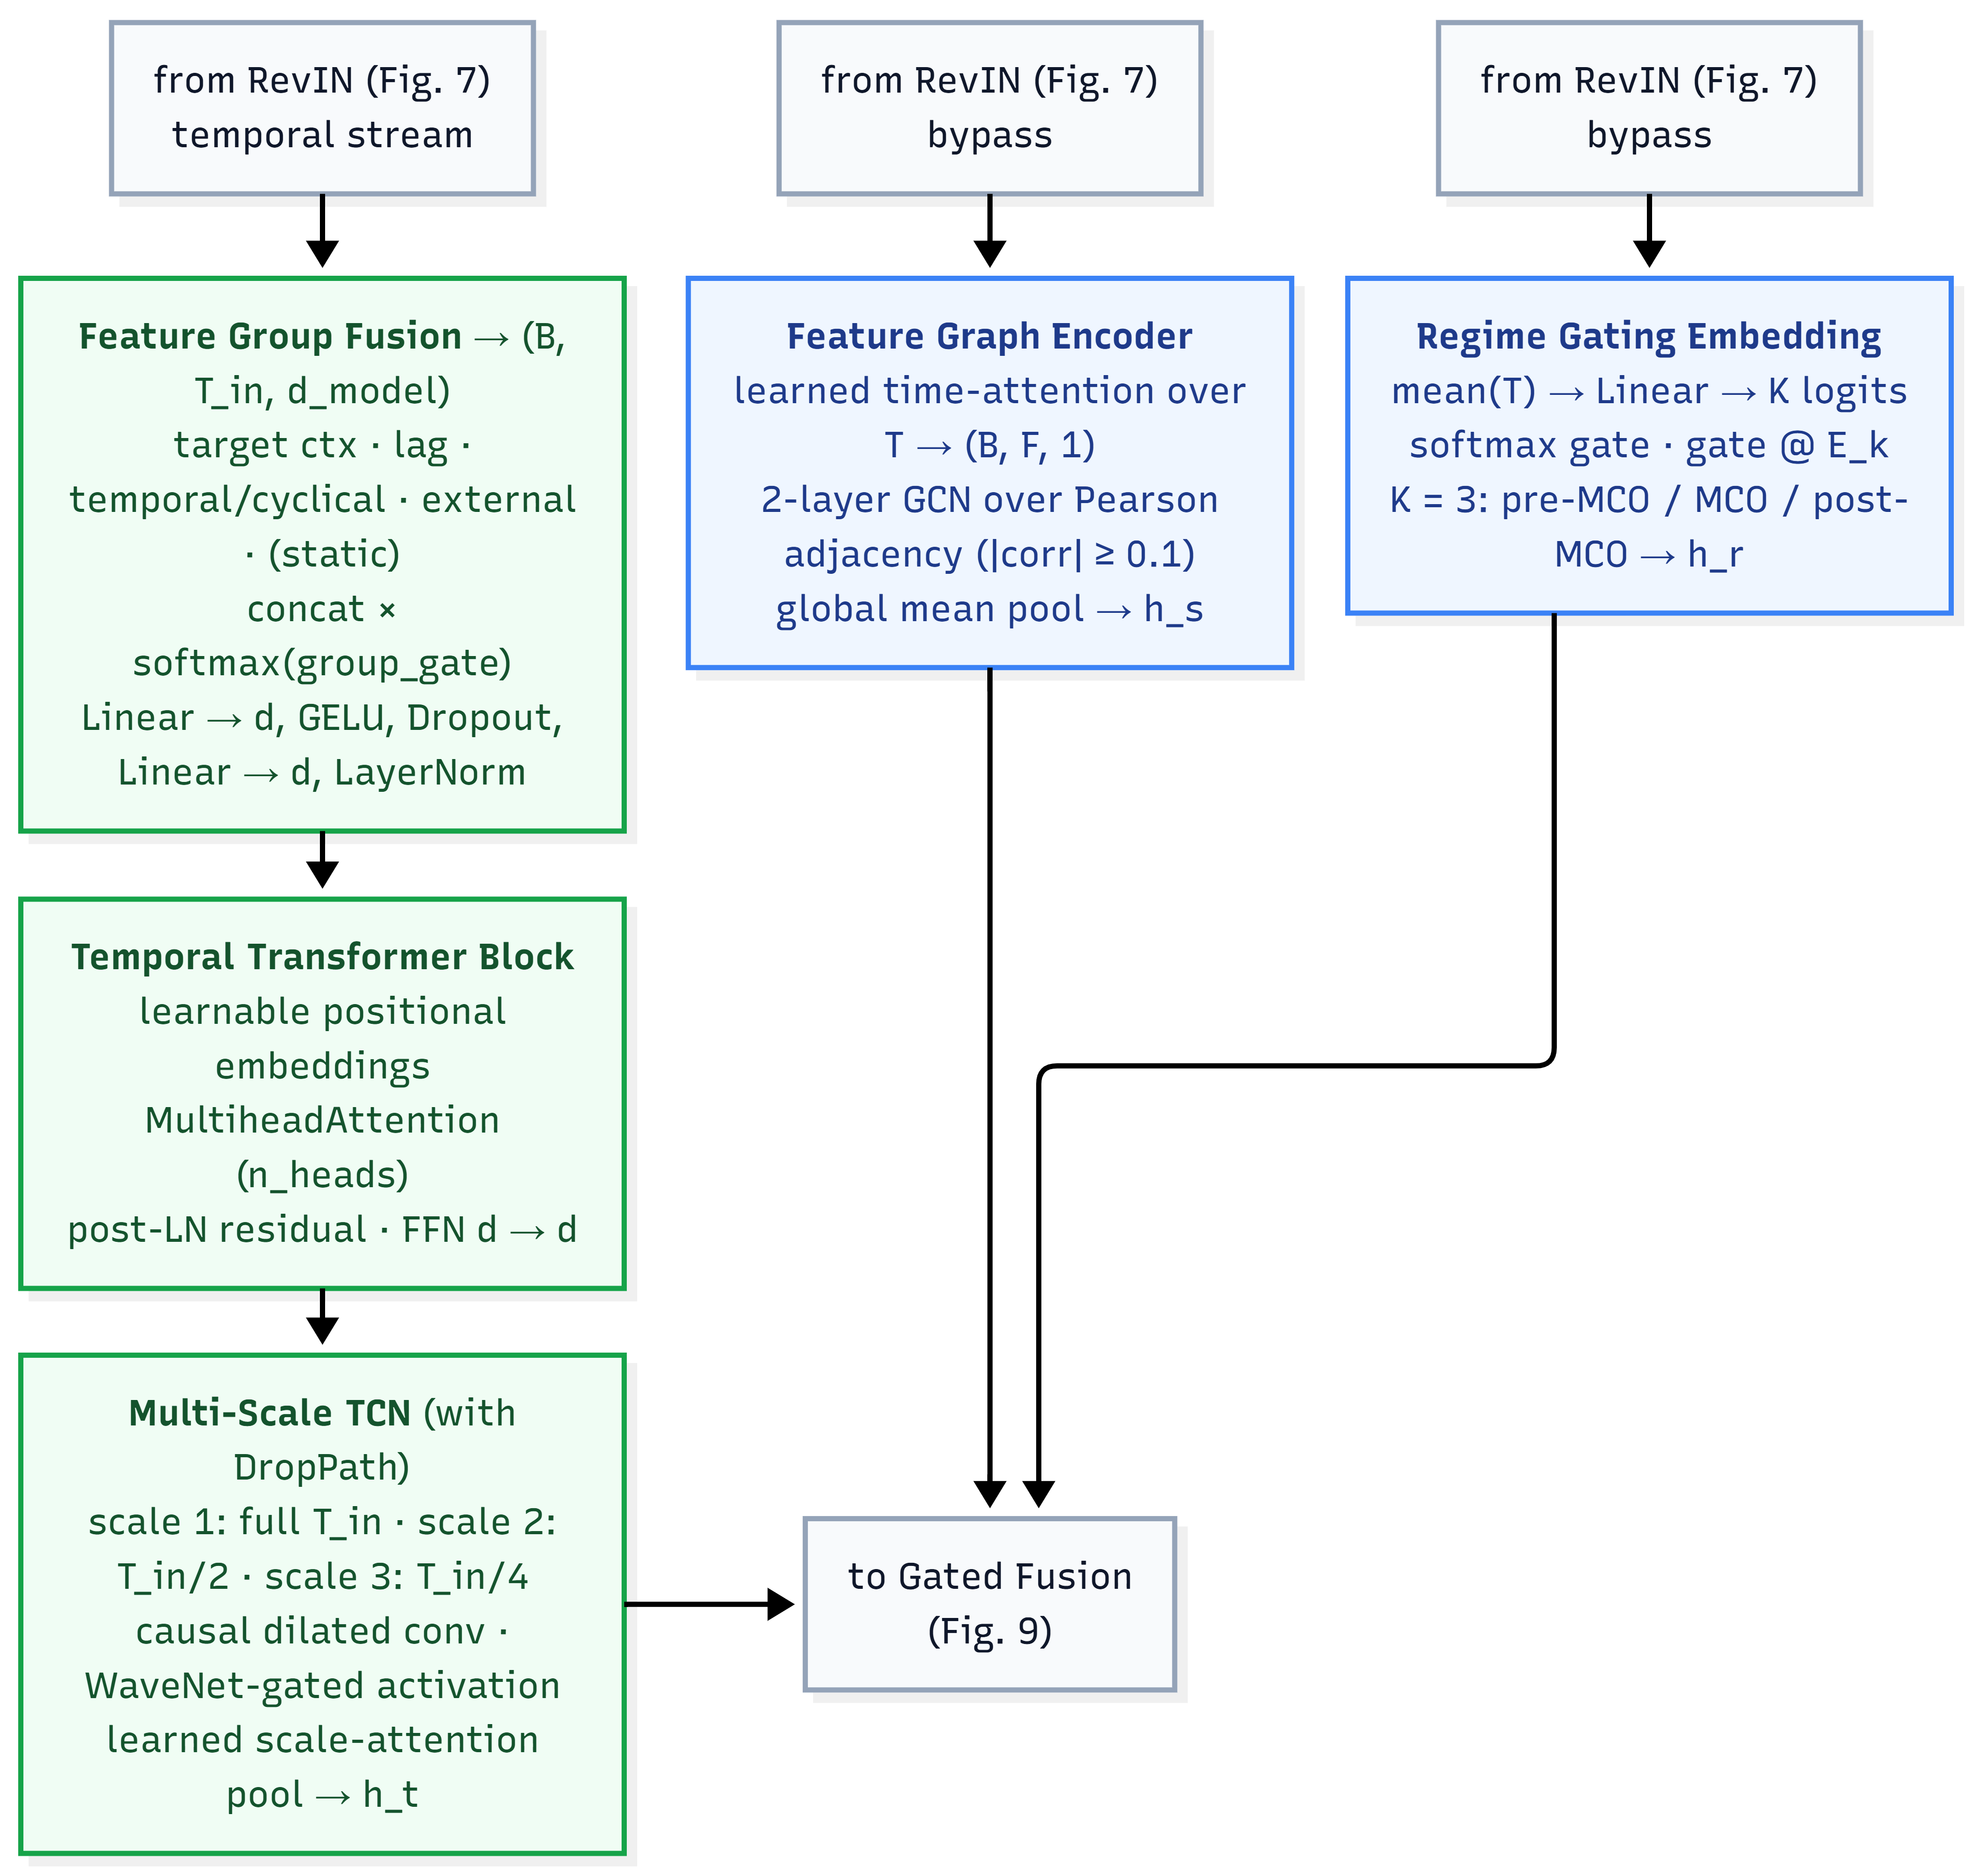 from RevIN (Fig. 7)
temporal stream
from RevIN (Fig. 7)
bypass
from RevIN (Fig. 7)
bypass
Feature Group Fusion → (B,
T_in, d_model)
target ctx · lag ·
temporal/cyclical · external
· (static)
concat ×
softmax(group_gate)
Linear → d, GELU, Dropout,
Linear → d, LayerNorm
Feature Graph Encoder
learned time-attention over
T → (B, F, 1)
2-layer GCN over Pearson
adjacency (|corr| ≥ 0.1)
global mean pool → h_s
Regime Gating Embedding
mean(T) → Linear → K logits
softmax gate · gate @ E_k
K = 3: pre-MCO / MCO / post-
MCO → h_r
Temporal Transformer Block
learnable positional
embeddings
MultiheadAttention
(n_heads)
post-LN residual · FFN d → d
Multi-Scale TCN (with
DropPath)
scale 1: full T_in · scale 2:
T_in/2 · scale 3: T_in/4
causal dilated conv ·
WaveNet-gated activation
learned scale-attention
pool → h_t
to Gated Fusion
(Fig. 9)